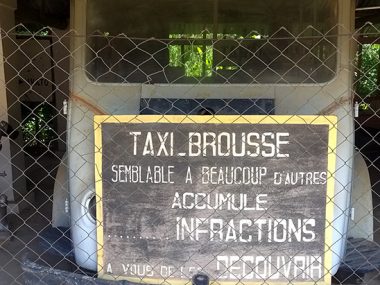 TAXI_BROUSSE
SEMBLABLE A BEAUCOUP D'AUTRES
ACCUMULE
.......... INFRACTIONS
A VOUS DE LES DECOUVRIR